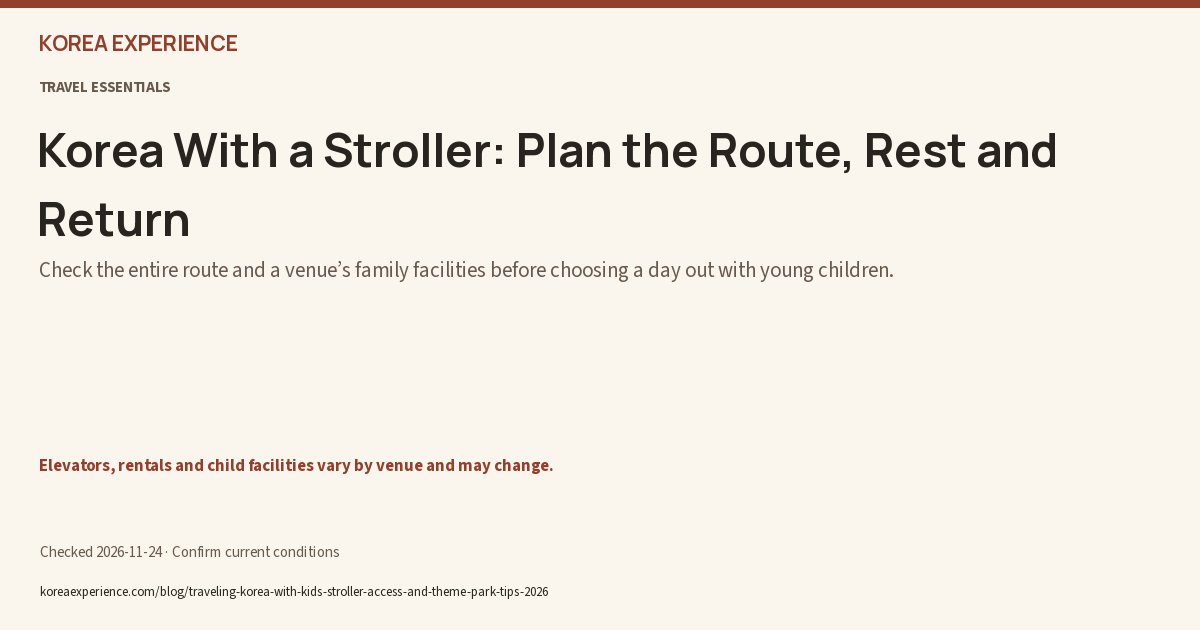 KOREA EXPERIENCE
TRAVEL ESSENTIALS
Korea With a Stroller: Plan the Route, Rest and
Return
Check the entire route and a venue’s family facilities before choosing a day out with young children.
Elevators, rentals and child facilities vary by venue and may change.
Checked 2026-11-24 · Confirm current conditions
koreaexperience.com/blog/traveling-korea-with-kids-stroller-access-and-theme-park-tips-2026